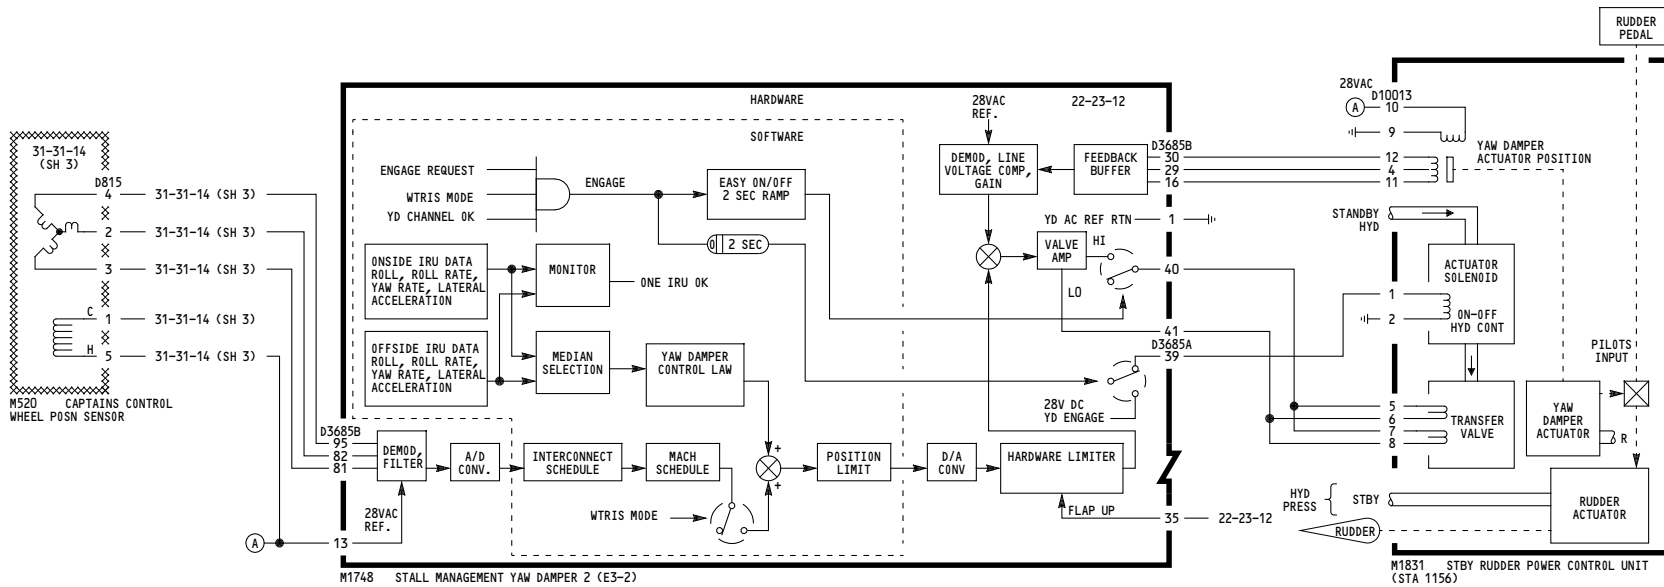 RUDDER
PEDAL
HARDWARE
SOFTWARE
28VAC
REF.
22-23-12
28VAC
A
D10013
10
9
12
4
11
YAW DAMPER
ACTUATOR POSITION
31-31-14
(SH 3)
D815
4
31-31-14 (SH 3)
2
31-31-14 (SH 3)
3
31-31-14 (SH 3)
C
1
31-31-14 (SH 3)
H
5
31-31-14 (SH 3)
M520 CAPTAINS CONTROL
WHEEL POSN SENSOR
ENGAGE REQUEST
WTRIS MODE
YD CHANNEL OK
ENGAGE
EASY ON/OFF
2 SEC RAMP
0
2 SEC
ONSIDE IRU DATA
ROLL, ROLL RATE,
YAW RATE, LATERAL
ACCELERATION
MONITOR
ONE IRU OK
OFFSIDE IRU DATA
ROLL, ROLL RATE,
YAW RATE, LATERAL
ACCELERATION
MEDIAN
SELECTION
YAW DAMPER
CONTROL LAW
DEMOD, LINE
VOLTAGE COMP,
GAIN
FEEDBACK
BUFFER
D3685B
30
29
16
YD AC REF RTN
1
VALVE
AMP
HI
LO
40
41
D3685A
39
28V DC
YD ENGAGE
STANDBY
HYD
ACTUATOR
SOLENOID
ON-OFF
HYD CONT
1
2
PILOTS
INPUT
5
6
7
8
TRANSFER
VALVE
YAW
DAMPER
ACTUATOR
R
D3685B
95
82
81
DEMOD,
FILTER
A/D
CONV.
INTERCONNECT
SCHEDULE
MACH
SCHEDULE
+
+
POSITION
LIMIT
D/A
CONV
HARDWARE LIMITER
28VAC
REF.
WTRIS MODE
FLAP UP
35
22-23-12
A
13
HYD
PRESS
STBY
RUDDER
RUDDER
ACTUATOR
M1748 STALL MANAGEMENT YAW DAMPER 2 (E3-2)
M1831 STBY RUDDER POWER CONTROL UNIT
(STA 1156)